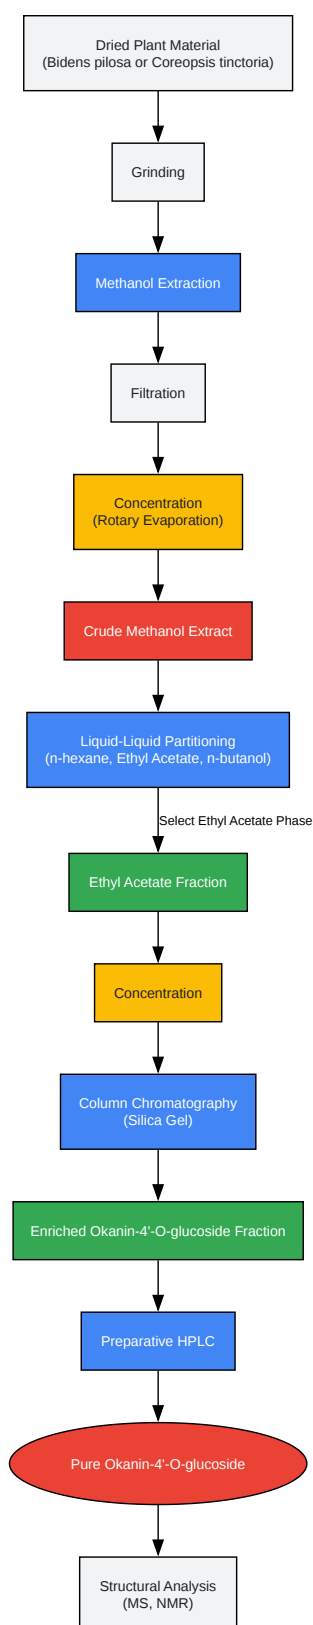 Dried Plant Material
(Bidens pilosa or Coreopsis tinctoria)
Grinding
Methanol Extraction
Filtration
Concentration
(Rotary Evaporation)
Crude Methanol Extract
Liquid-Liquid Partitioning
(n-hexane, Ethyl Acetate, n-butanol)
Select Ethyl Acetate Phase
Ethyl Acetate Fraction
Concentration
Column Chromatography
(Silica Gel)
Enriched Okanin-4'-O-glucoside Fraction
Preparative HPLC
Pure Okanin-4'-O-glucoside
Structural Analysis
(MS, NMR)